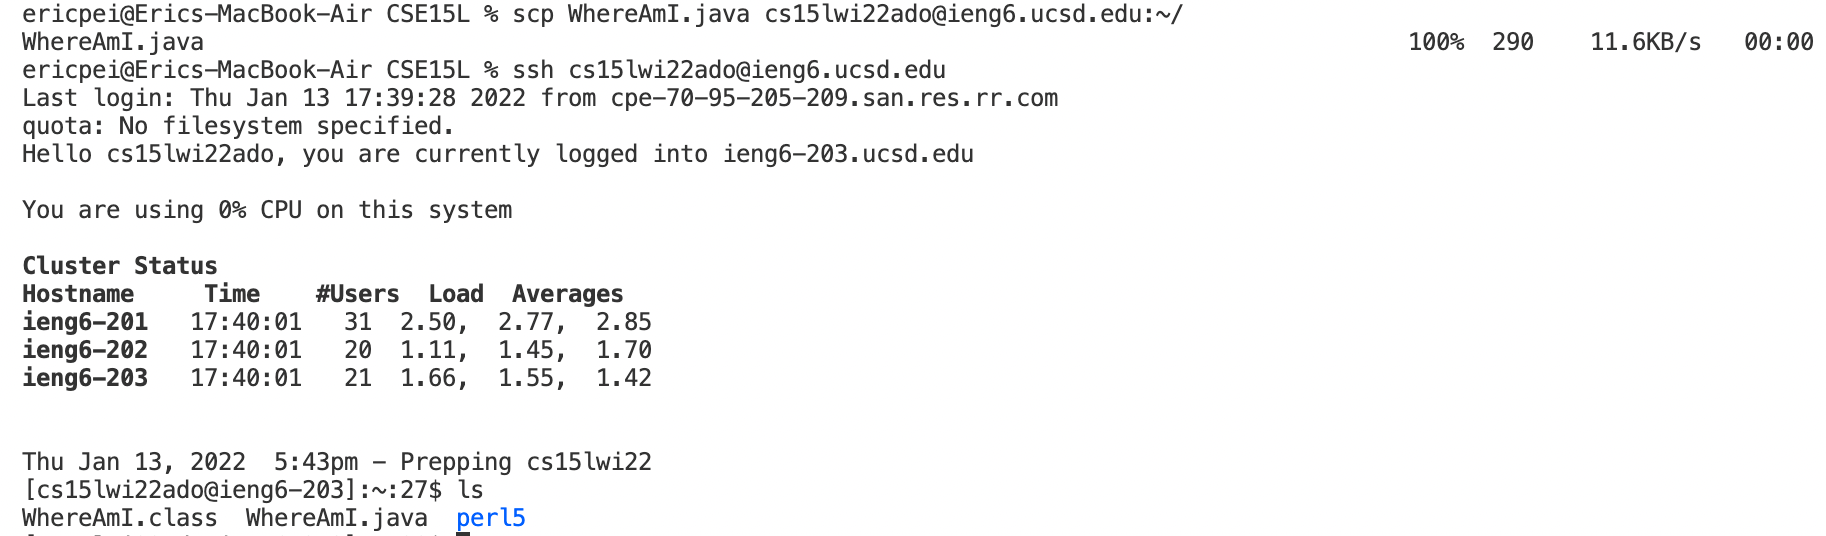 ericpei@Erics-MacBook-Air CSE15L % scp WhereAmI.java cs15lwi22ado@ieng6.ucsd.edu:~/
WhereAmI.java 100% 290 11.6KB/s 00:00
ericpei@Erics-MacBook-Air CSE15L % ssh cs15lwi22ado@ieng6.ucsd.edu
Last login: Thu Jan 13 17:39:28 2022 from cpe-70-95-205-209.san.res.rr.com
quota: No filesystem specified.
Hello cs15lwi22ado, you are currently logged into ieng6-203.ucsd.edu
You are using 0% CPU on this system
Cluster Status
Hostname Time #Users Load Averages
ieng6-201 17:40:01 31 2.50, 2.77, 2.85
ieng6-202 17:40:01 20 1.11, 1.45, 1.70
ieng6-203 17:40:01 21 1.66, 1.55, 1.42
Thu Jan 13, 2022 5:43pm - Prepping cs15lwi22
[cs15lwi22ado@ieng6-203]:~:27$ ls
WhereAmI.class WhereAmI.java perl5